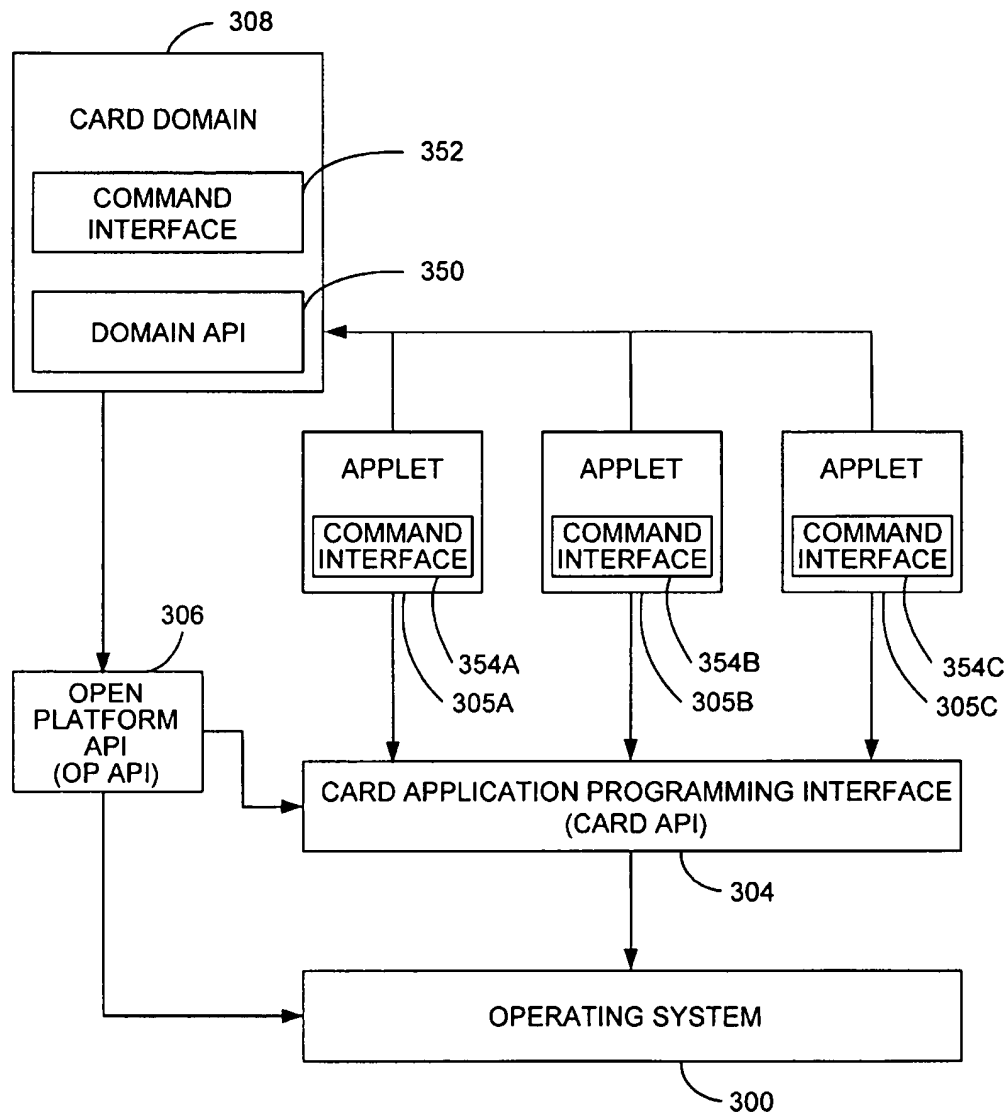 308
CARD DOMAIN
352
COMMAND
INTERFACE
350
DOMAIN API
APPLET
COMMAND
INTERFACE
APPLET
COMMAND
INTERFACE
APPLET
COMMAND
INTERFACE
306
354A
305A
354B
305B
354C
305C
OPEN
PLATFORM
API
(OP API)
CARD APPLICATION PROGRAMMING INTERFACE
(CARD API)
304
OPERATING SYSTEM
300